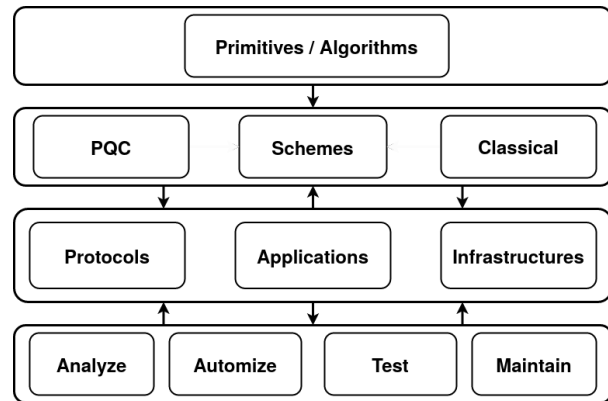 Primitives / Algorithms
PQC Schemes Classical
Protocols Applications Infrastructures
Analyze Automize Test Maintain